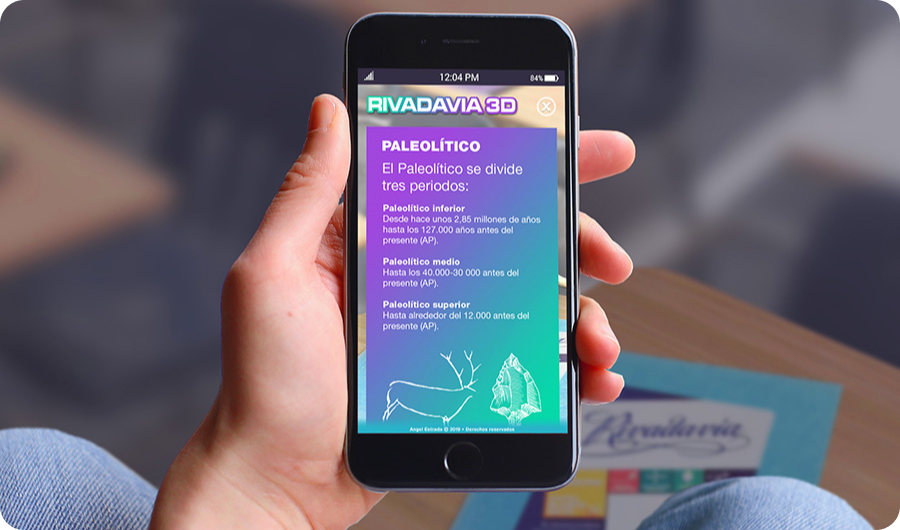 12:04 PM
84%
RIVADAVIA 3D
PALEOLÍTICO
El Paleolítico se divide
tres periodos:
Paleolítico inferior
Desde hace unos 2,85 millones de años
hasta los 127.000 años antes del
presente (AP).
Paleolítico medio
Hasta los 40.000-30 000 antes del
presente (AP).
Paleolítico superior
Hasta alrededor del 12.000 antes del
presente (AP).
Angel Estrada © 2019 • Derechos reservados
Rivadavia